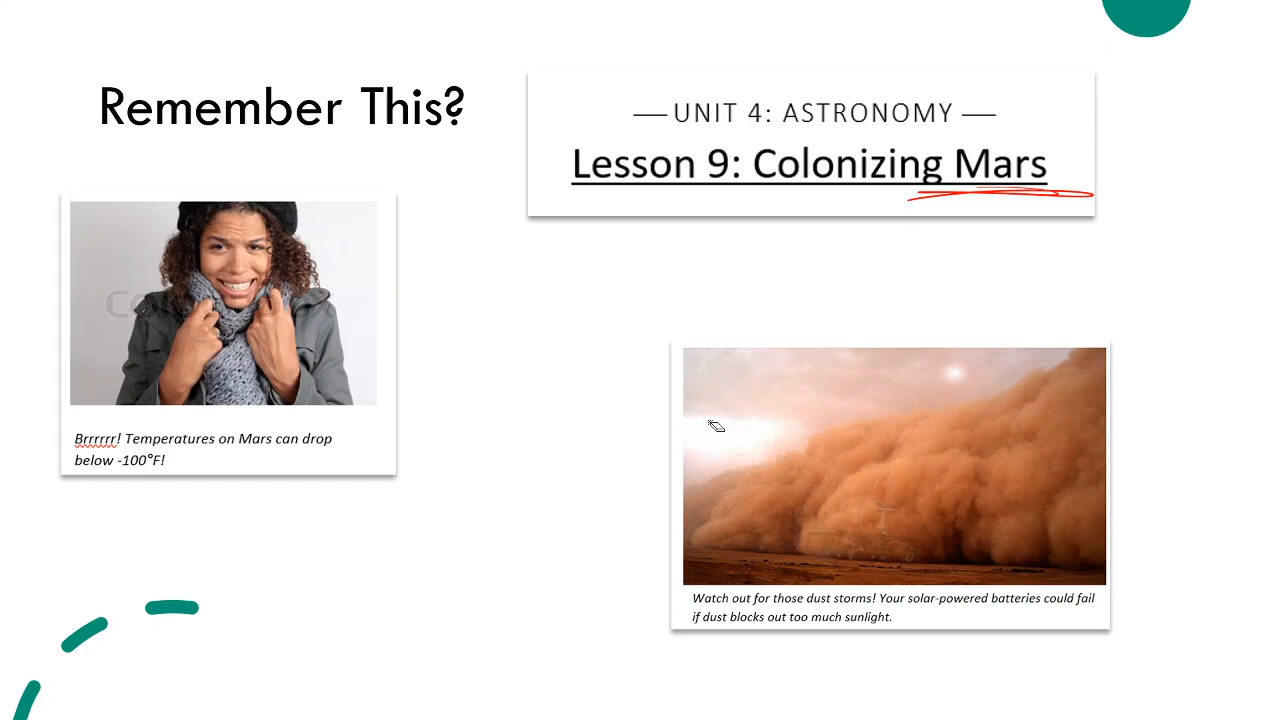 Remember This?
UNIT 4: ASTRONOMY
Lesson 9: Colonizing Mars
Brrrrrr! Temperatures on Mars can drop
below -100°F!
Watch out for those dust storms! Your solar-powered batteries could fail
if dust blocks out too much sunlight.